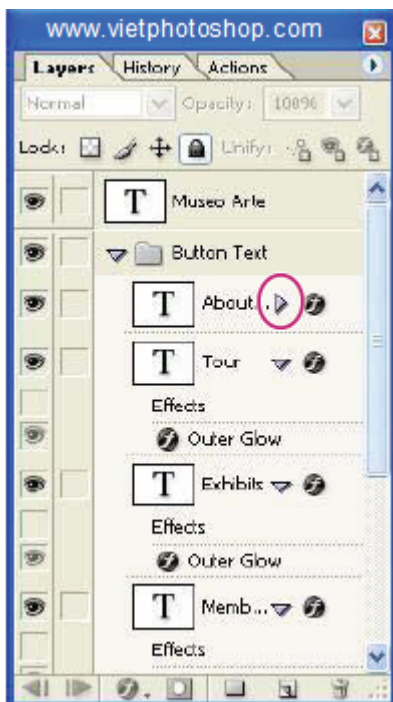 www.vietphotoshop.com
Layers History Actions
Normal Opacity: 100%
Lock: Unify:
T Museo Arte
Button Text
T About...
T Tour
Effects
Outer Glow
T Exhibits
Effects
Outer Glow
T Memb...
Effects